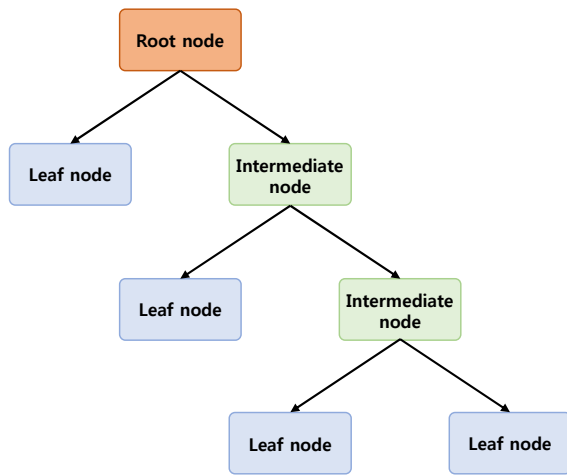 Root node
Leaf node
Intermediate
node
Leaf node
Intermediate
node
Leaf node
Leaf node